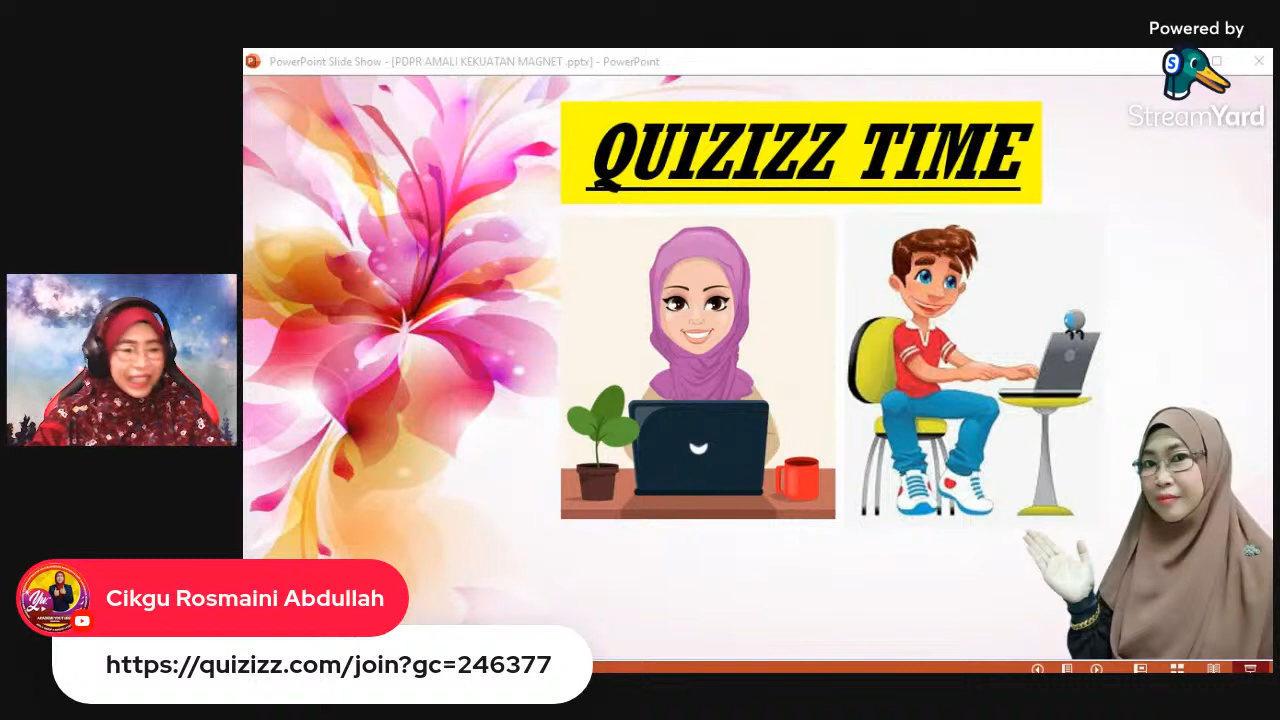 Powered by
StreamYard
PowerPoint Slide Show - [PDPR AMALI KEKUATAN MAGNET .pptx] - PowerPoint
QUIZIZZ TIME
Cikgu Rosmaini Abdullah
https://quizizz.com/join?gc=246377